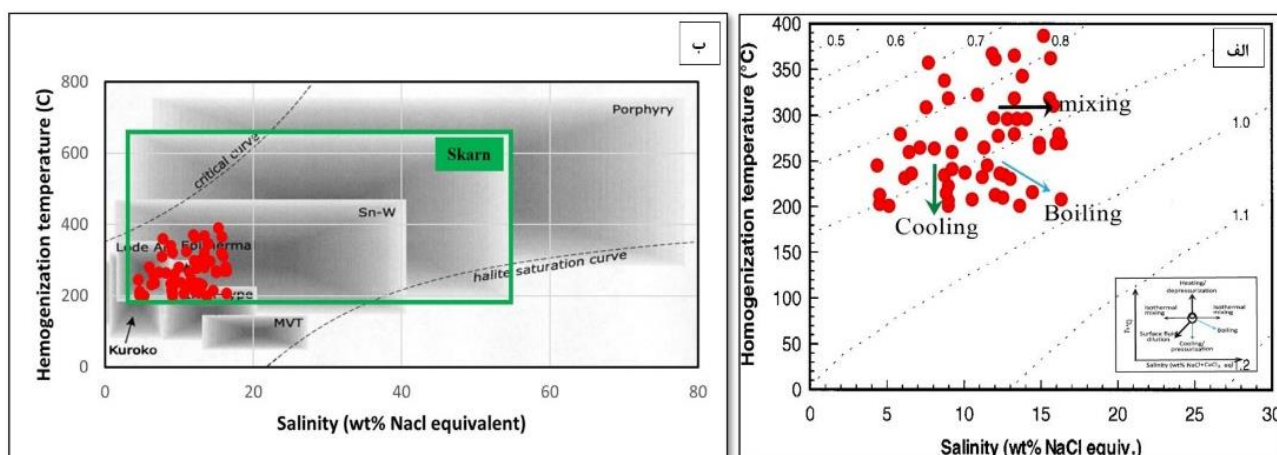 ب
Hemogenization temperature (C)
800
600
400
200
0
Porphyry
Skarn
critical curve
Sn-W
halite saturation curve
Lode
MVT
Kuroko
0
20
40
60
80
Salinity (wt% Nacl equivalent)
الف
Homogenization temperature (°C)
400
350
300
250
200
150
100
50
0
0.5
0.6
0.7
0.8
1.0
1.1
1.2
mixing
Boiling
Cooling
Heating/
depressurization
Isothermal
mixing
Isothermal
mixing
Surface fluid
dilution
Boiling
Cooling/
pressurization
0
5
10
15
20
25
30
Salinity (wt% NaCl equiv.)